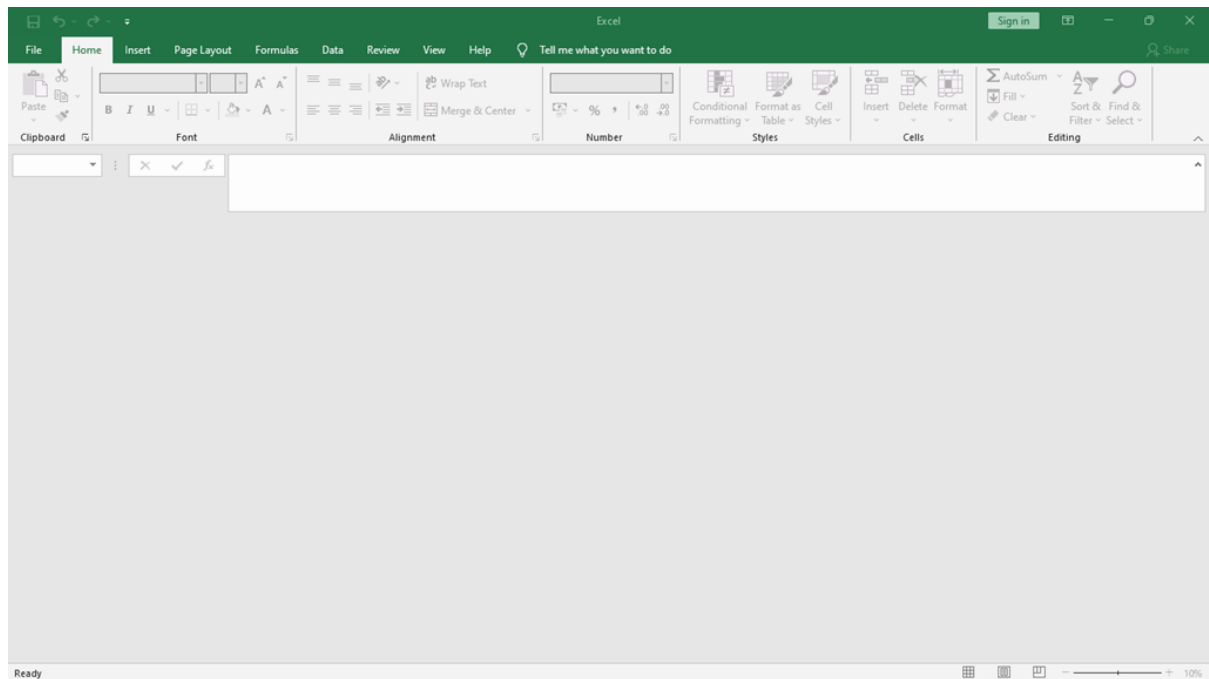 Excel
Sign in
File Home Insert Page Layout Formulas Data Review View Help Tell me what you want to do Share
Paste
B I U A
Wrap Text
Merge & Center
% ,
Conditional Formatting
Format as Table
Cell Styles
Insert Delete Format
AutoSum
Fill
Clear
Sort & Filter
Find & Select
Clipboard Font Alignment Number Styles Cells Editing
fx
Ready
10%